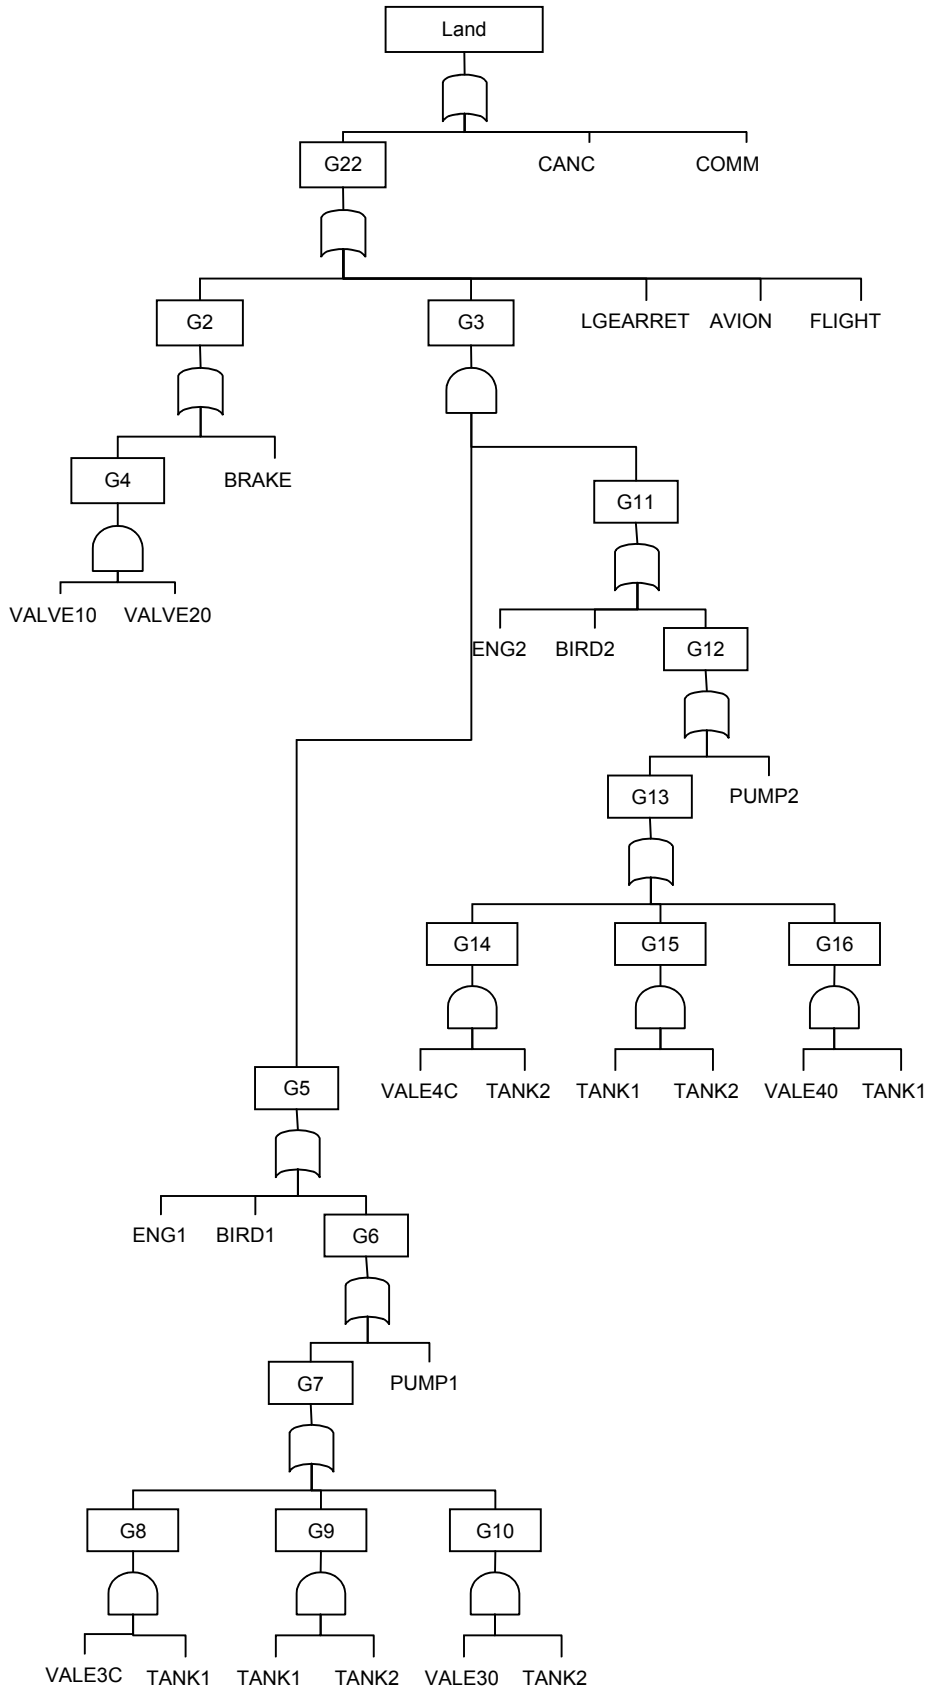 Land
G22
CANC
COMM
G2
G3
LGEARRET
AVION
FLIGHT
G4
BRAKE
G11
VALVE10
VALVE20
ENG2
BIRD2
G12
G13
PUMP2
G14
G15
G16
VALE4C
TANK2
TANK1
TANK2
VALE40
TANK1
G5
ENG1
BIRD1
G6
G7
PUMP1
G8
G9
G10
VALE3C
TANK1
TANK1
TANK2
VALE30
TANK2